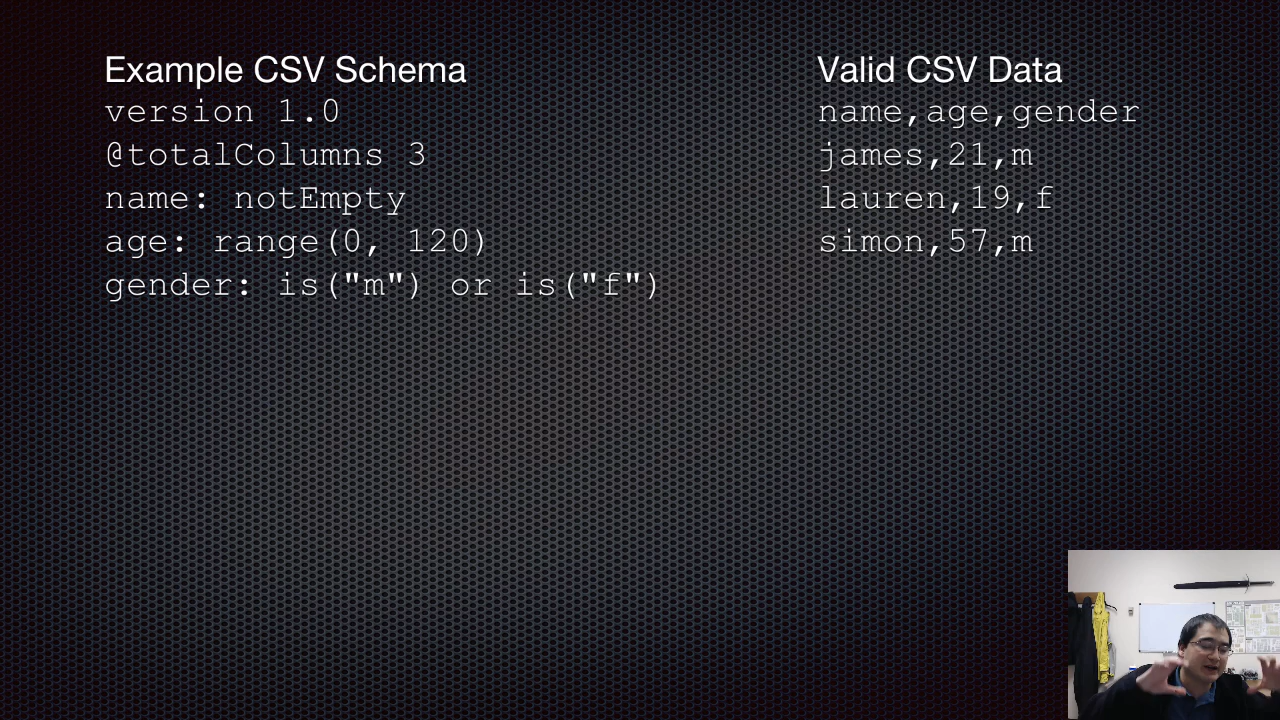 Example CSV Schema
version 1.0
@totalColumns 3
name: notEmpty
age: range(0, 120)
gender: is("m") or is("f")
Valid CSV Data
name,age,gender
james,21,m
lauren,19,f
simon,57,m